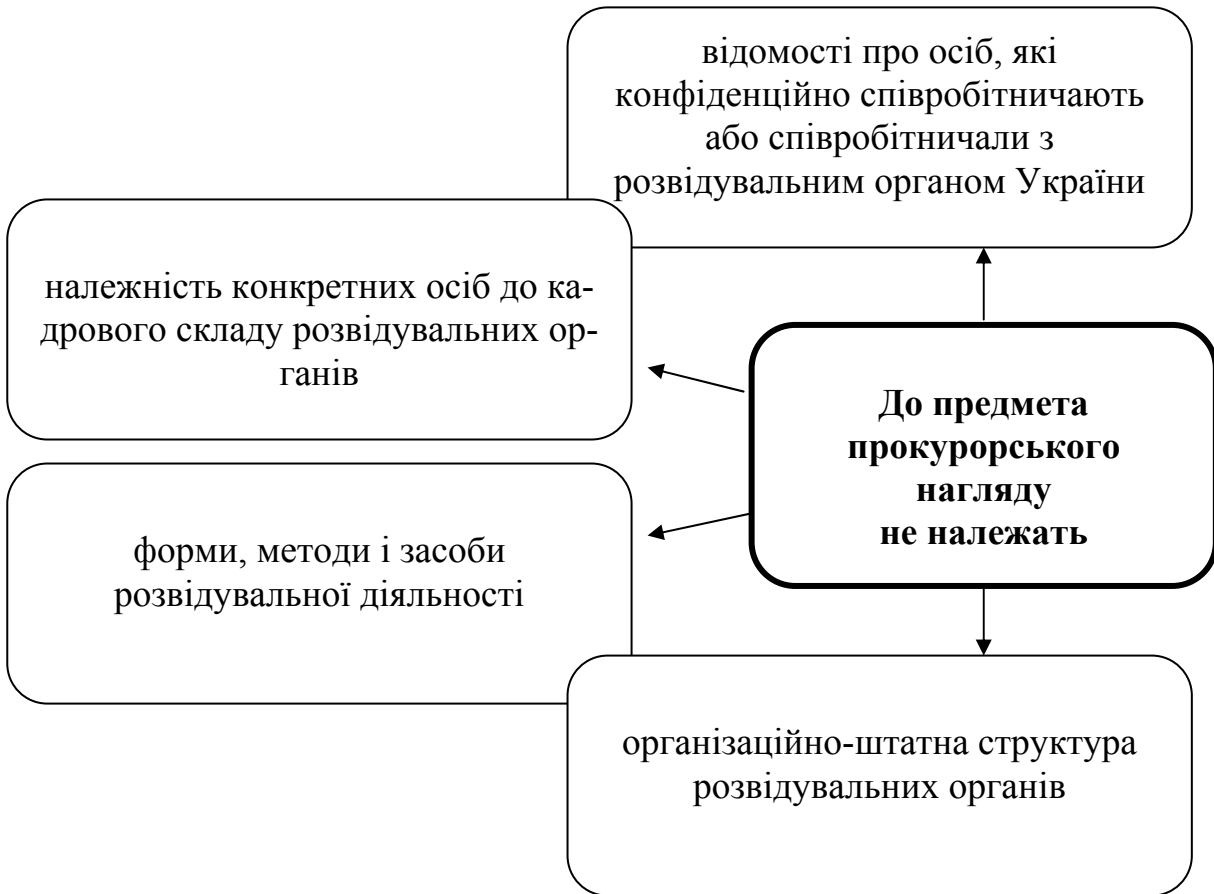 відомості про осіб, які
конфіденційно співробітничають
або співробітничали з
розвідувальним органом України
належність конкретних осіб до ка-
дрового складу розвідувальних ор-
ганів
До предмета
прокурорського
нагляду
не належать
форми, методи і засоби
розвідувальної діяльності
організаційно-штатна структура
розвідувальних органів